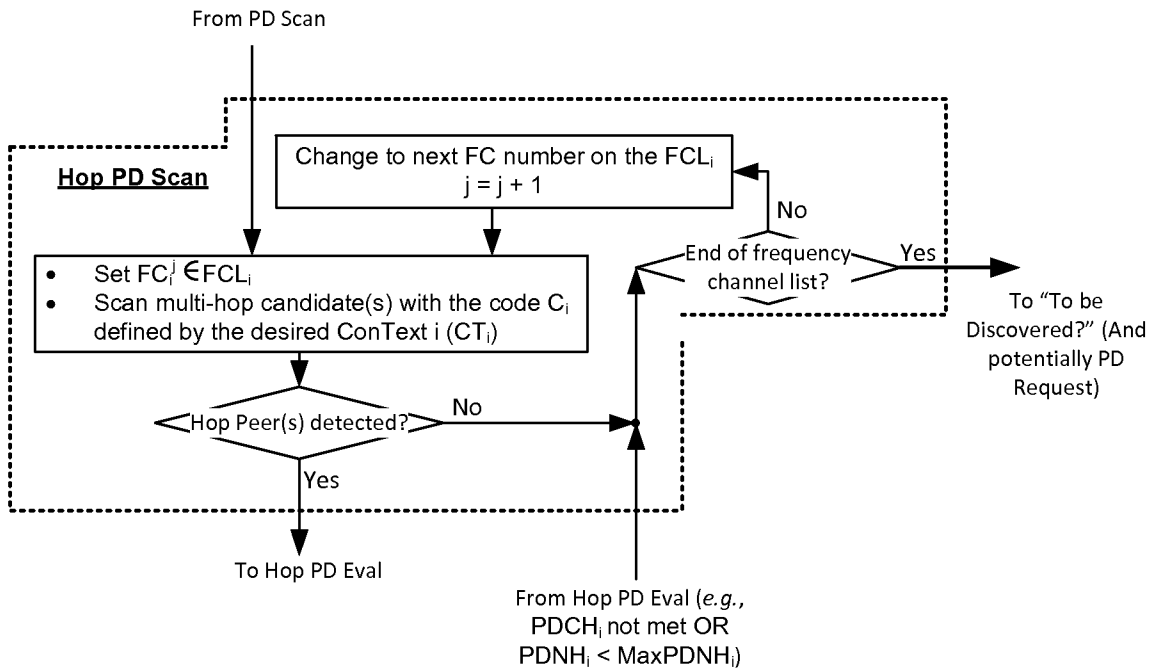 From PD Scan
Hop PD Scan
Change to next FC number on the FCLᵢ
j = j + 1
No
End of frequency
channel list?
Yes
• Set FCᵢʲ ∈FCLᵢ
• Scan multi-hop candidate(s) with the code Cᵢ
defined by the desired ConText i (CTᵢ)
To “To be
Discovered?” (And
potentially PD
Request)
Hop Peer(s) detected?
No
Yes
To Hop PD Eval
From Hop PD Eval (e.g.,
PDCHᵢ not met OR
PDNHᵢ < MaxPDNHᵢ)